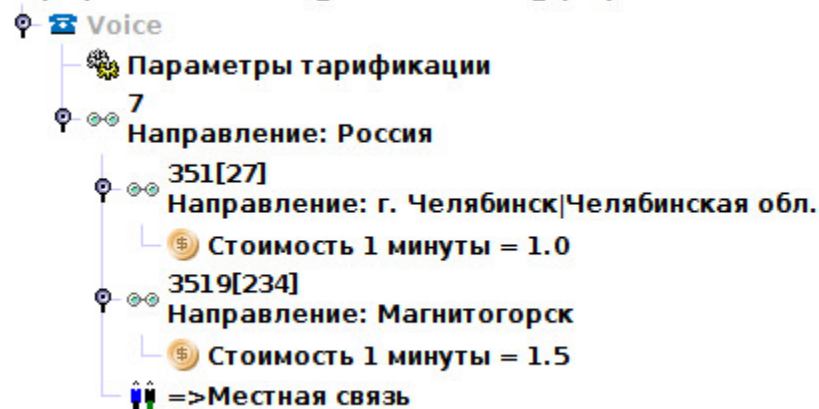 Voice
Параметры тарификации
7
Направление: Россия
351[27]
Направление: г. Челябинск|Челябинская обл.
Стоимость 1 минуты = 1.0
3519[234]
Направление: Магнитогорск
Стоимость 1 минуты = 1.5
=>Местная связь